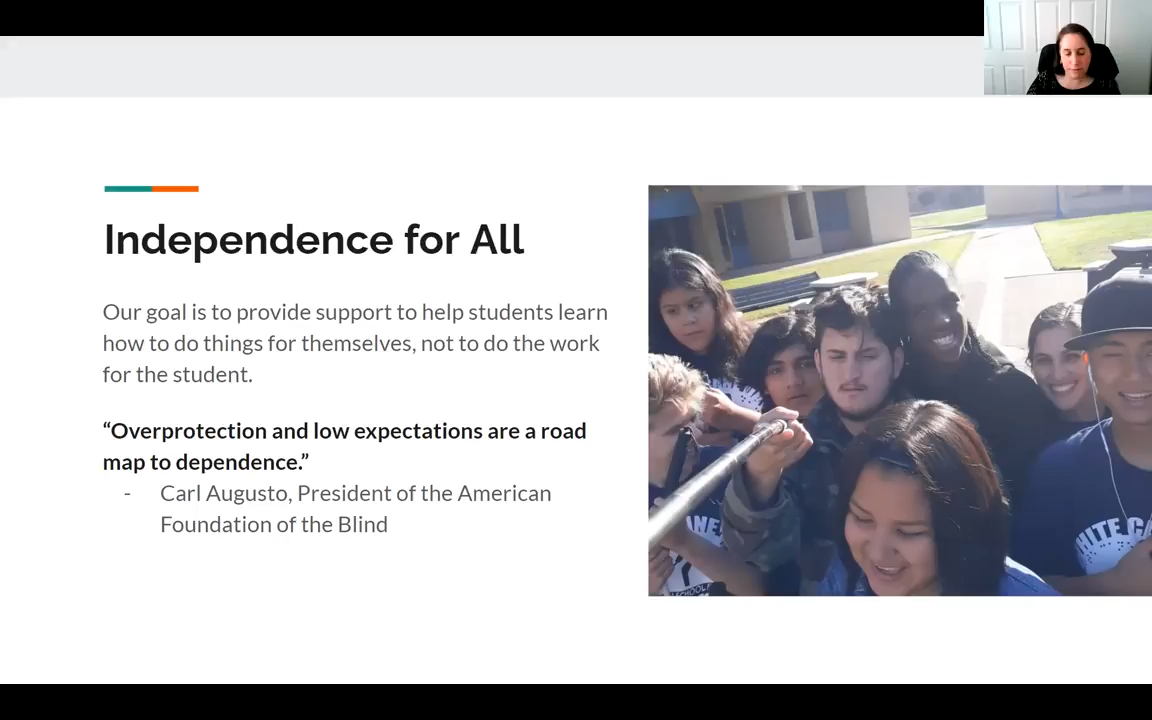 Independence for All
Our goal is to provide support to help students learn
how to do things for themselves, not to do the work
for the student.
“Overprotection and low expectations are a road
map to dependence.”
- Carl Augusto, President of the American
Foundation of the Blind